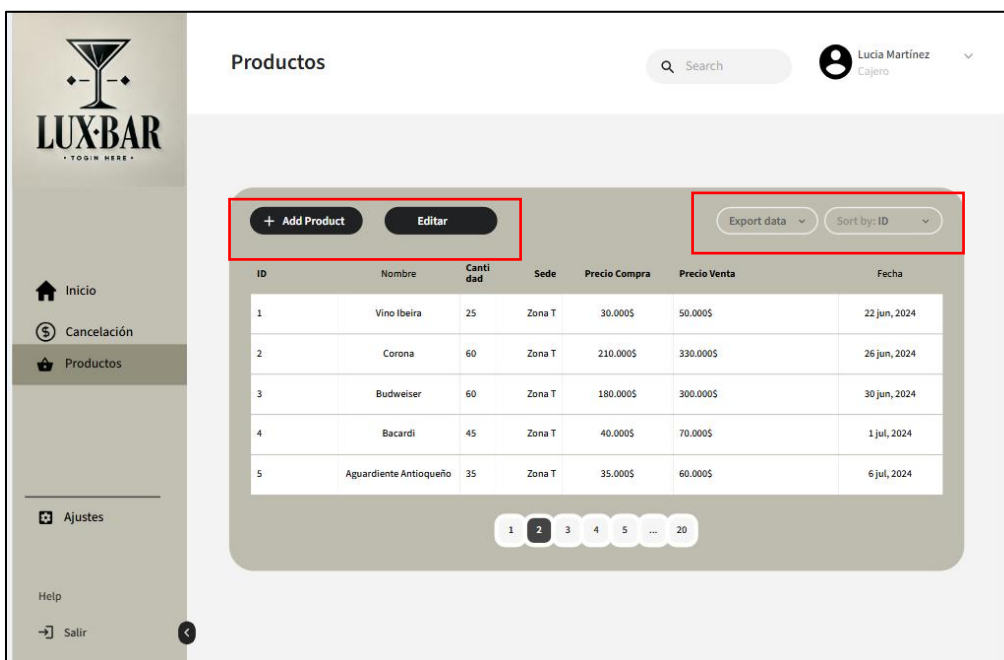 LUX·BAR
• TOGIN HERE •
Productos
Search
Lucia Martínez
Cajero
+ Add Product
Editar
Export data
Sort by: ID
ID Nombre Canti Sede Precio Compra Precio Venta Fecha
dad
1 Vino Ibeira 25 Zona T 30.000$ 50.000$ 22 jun, 2024
2 Corona 60 Zona T 210.000$ 330.000$ 26 jun, 2024
3 Budweiser 60 Zona T 180.000$ 300.000$ 30 jun, 2024
4 Bacardi 45 Zona T 40.000$ 70.000$ 1 jul, 2024
5 Aguardiente Antioqueño 35 Zona T 35.000$ 60.000$ 6 jul, 2024
1 2 3 4 5 ... 20
Inicio
Cancelación
Productos
Ajustes
Help
Salir